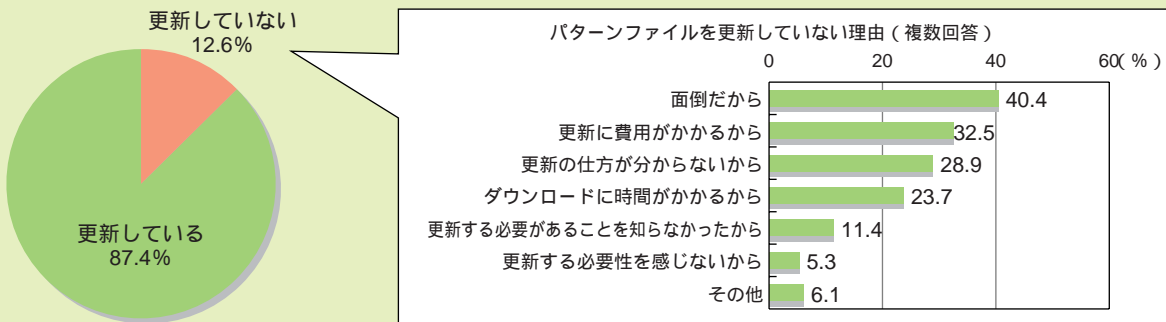 更新していない
12.6%
更新している
87.4%
パターンファイルを更新していない理由（複数回答）
0 20 40 60(%)
面倒だから 40.4
更新に費用がかかるから 32.5
更新の仕方が分からないから 28.9
ダウンロードに時間がかかるから 23.7
更新する必要があることを知らなかったから 11.4
更新する必要性を感じないから 5.3
その他 6.1